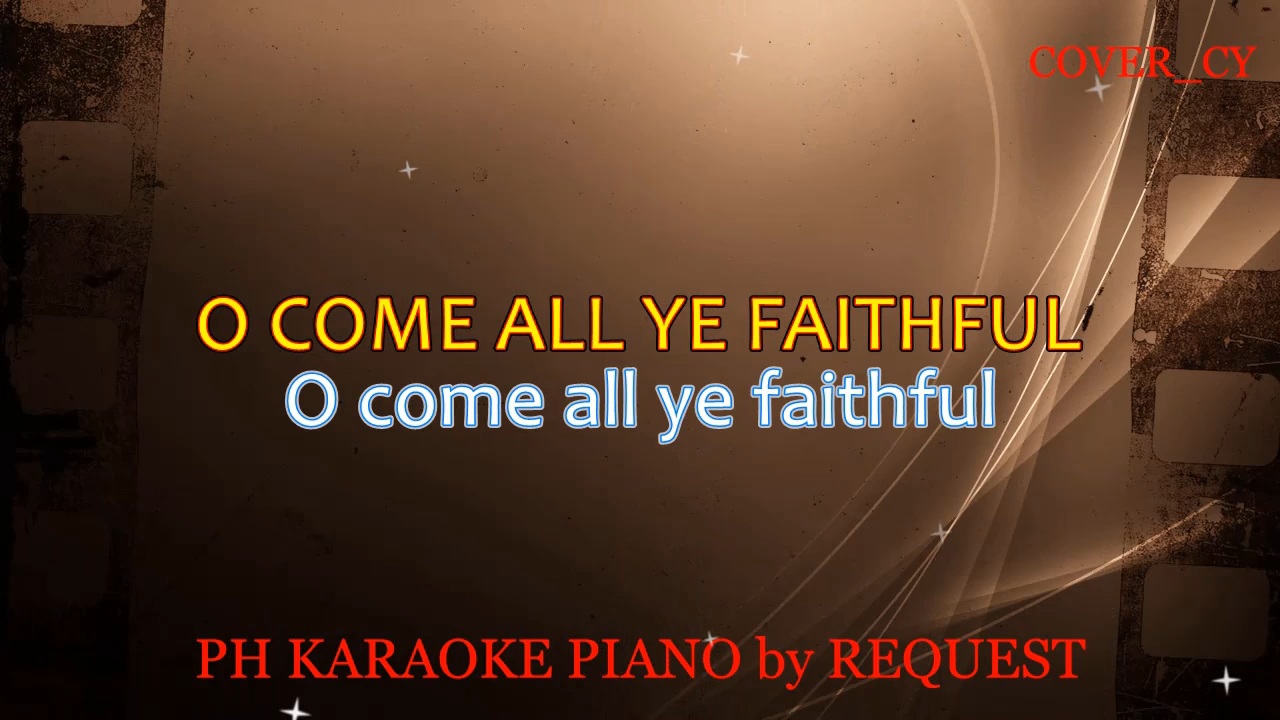 COVER_CY
O COME ALL YE FAITHFUL
O come all ye faithful
PH KARAOKE PIANO by REQUEST